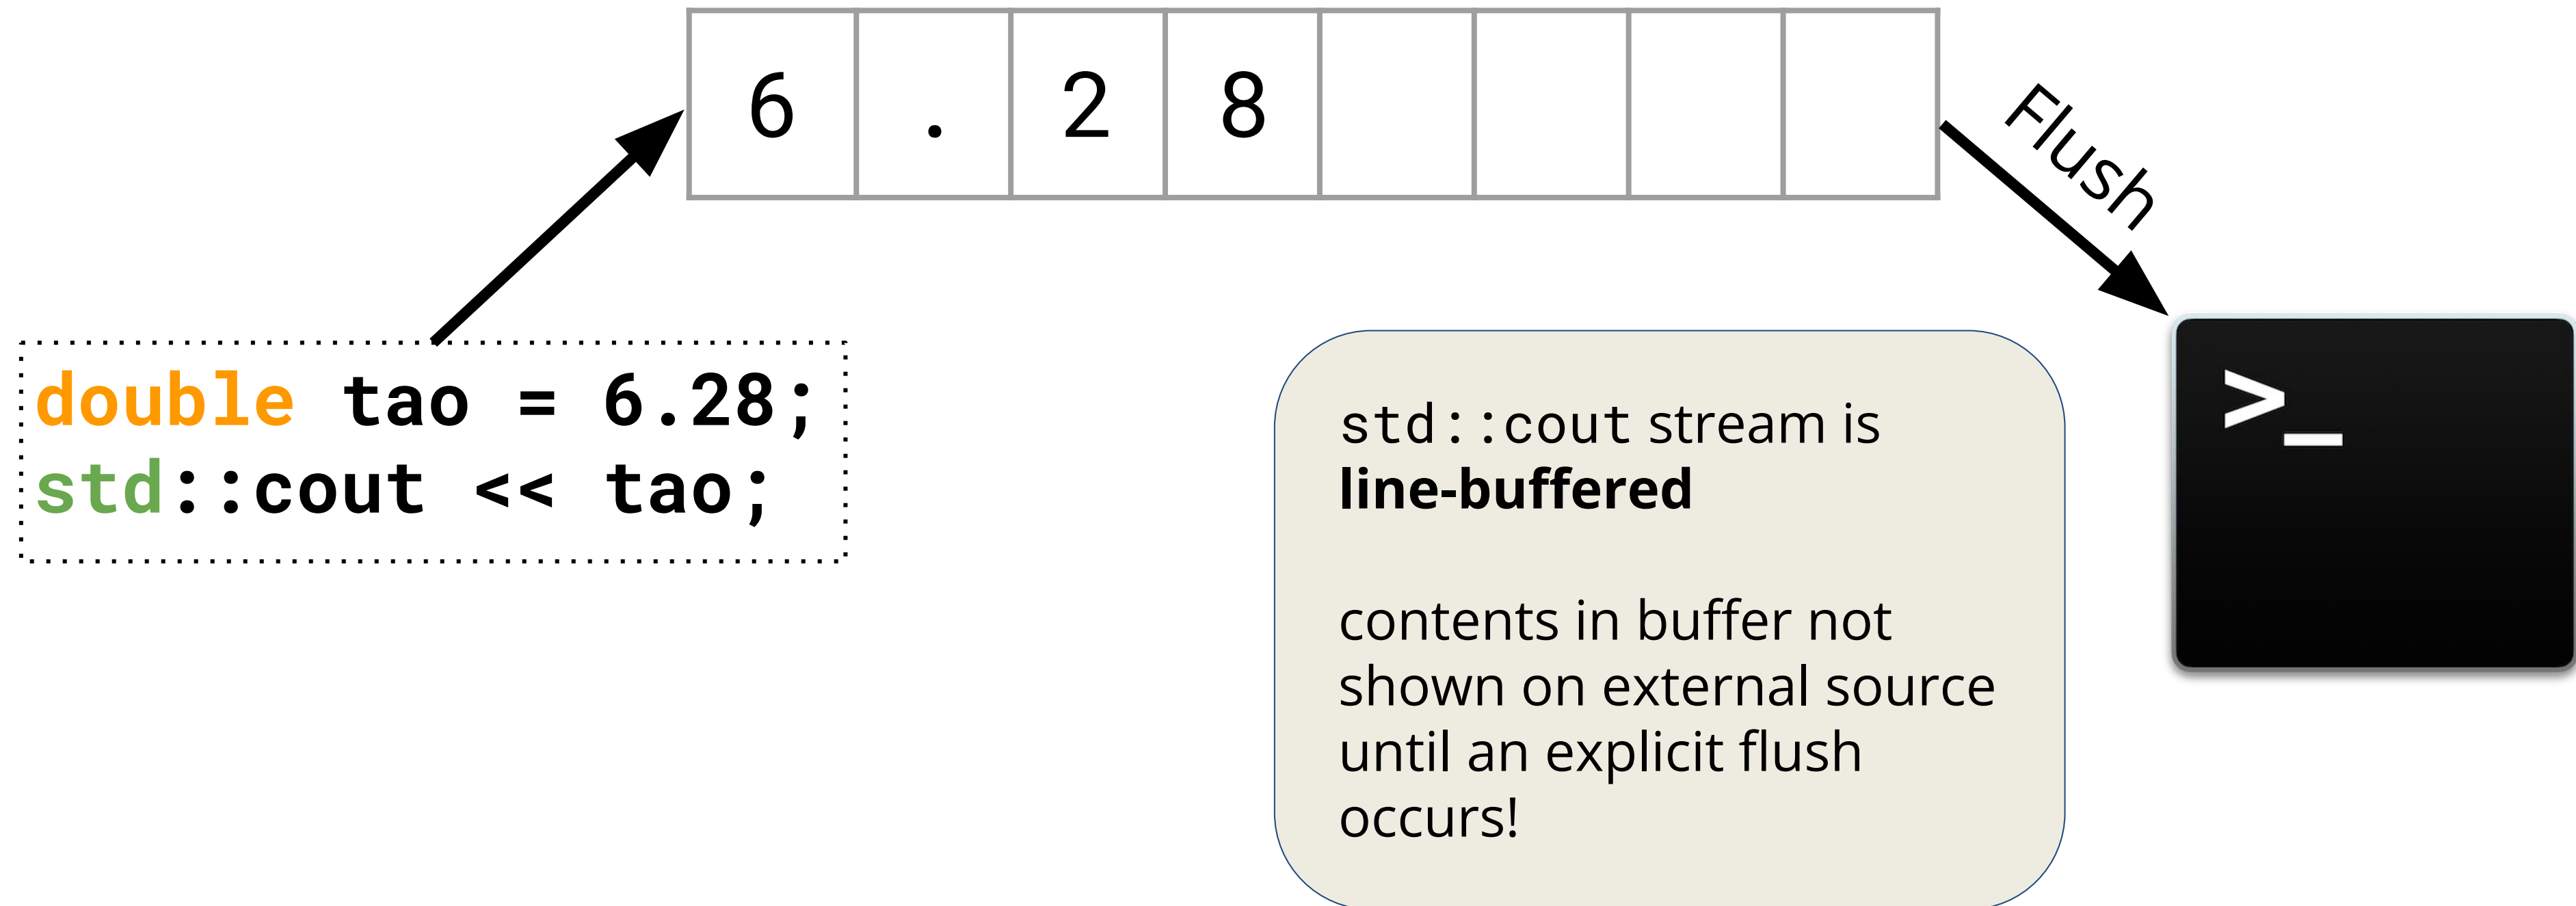 6 . 2 8
Flush
double tao = 6.28;
std::cout << tao;
std::cout stream is
line-buffered
contents in buffer not
shown on external source
until an explicit flush
occurs!
>_